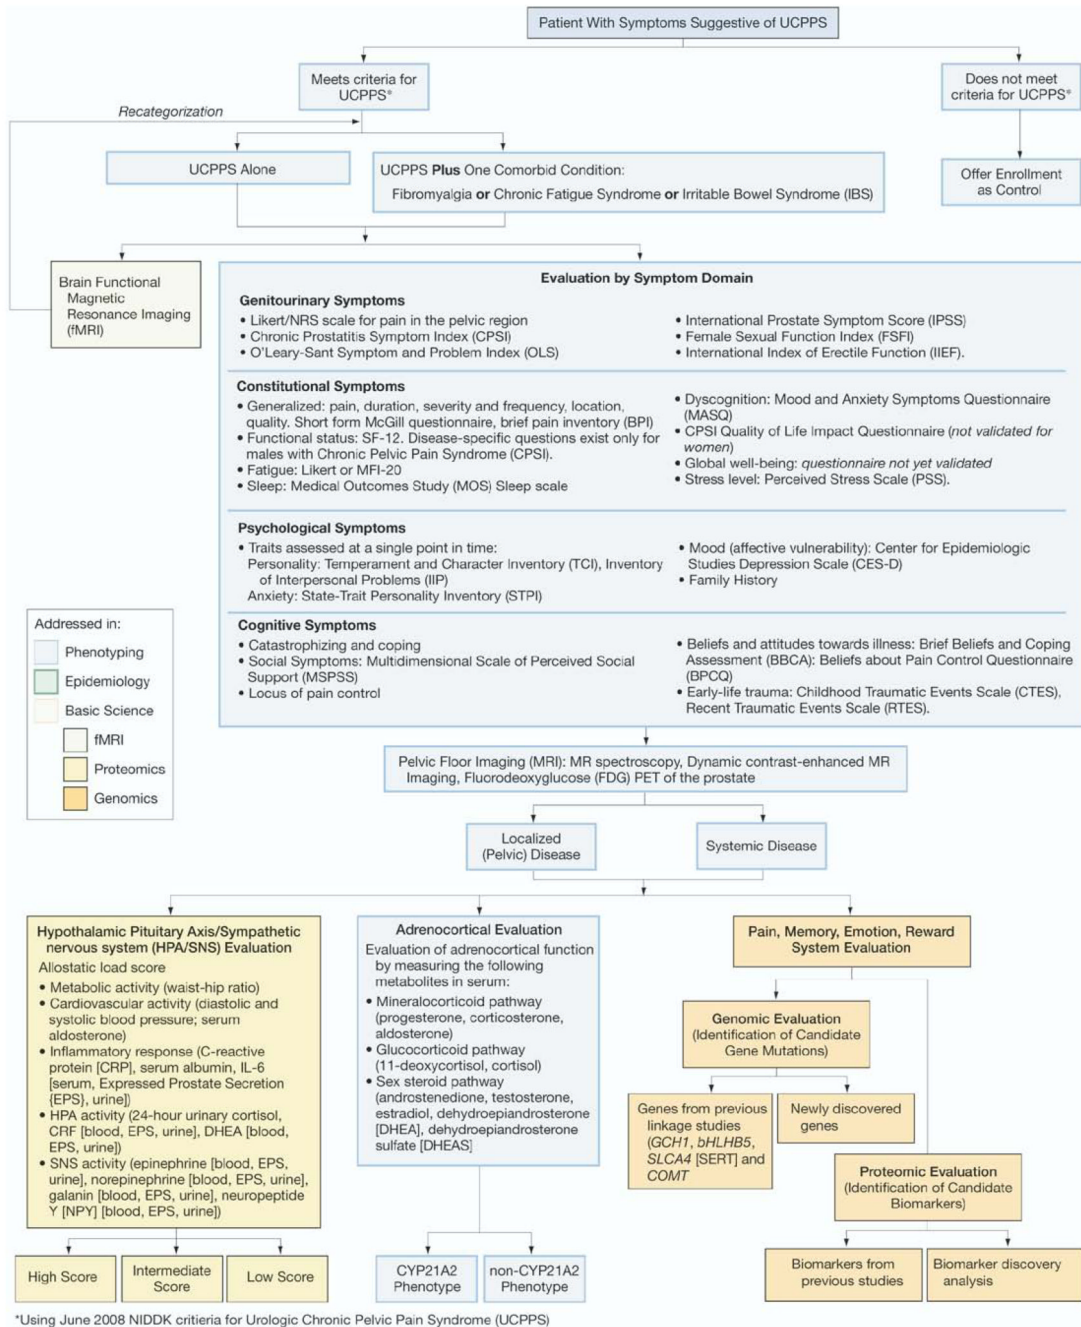 Patient With Symptoms Suggestive of UCPPS
Meets criteria for
UCPPS*
Does not meet
criteria for UCPPS*
Recategorization
UCPPS Alone
UCPPS Plus One Comorbid Condition:
Fibromyalgia or Chronic Fatigue Syndrome or Irritable Bowel Syndrome (IBS)
Offer Enrollment
as Control
Brain Functional
Magnetic
Resonance Imaging
(fMRI)
Evaluation by Symptom Domain
Genitourinary Symptoms
• Likert/NRS scale for pain in the pelvic region
• Chronic Prostatitis Symptom Index (CPSI)
• O'Leary-Sant Symptom and Problem Index (OLS)
• International Prostate Symptom Score (IPSS)
• Female Sexual Function Index (FSFI)
• International Index of Erectile Function (IIEF).
Constitutional Symptoms
• Generalized: pain, duration, severity and frequency, location,
quality. Short form McGill questionnaire, brief pain inventory (BPI)
• Functional status: SF-12. Disease-specific questions exist only for
males with Chronic Pelvic Pain Syndrome (CPSI).
• Fatigue: Likert or MFI-20
• Sleep: Medical Outcomes Study (MOS) Sleep scale
• Dyscognition: Mood and Anxiety Symptoms Questionnaire
(MASQ)
• CPSI Quality of Life Impact Questionnaire (not validated for
women)
• Global well-being: questionnaire not yet validated
• Stress level: Perceived Stress Scale (PSS).
Psychological Symptoms
• Traits assessed at a single point in time:
Personality: Temperament and Character Inventory (TCI), Inventory
of Interpersonal Problems (IIP)
Anxiety: State-Trait Personality Inventory (STPI)
• Mood (affective vulnerability): Center for Epidemiologic
Studies Depression Scale (CES-D)
• Family History
Cognitive Symptoms
• Catastrophizing and coping
• Social Symptoms: Multidimensional Scale of Perceived Social
Support (MSPSS)
• Locus of pain control
• Beliefs and attitudes towards illness: Brief Beliefs and Coping
Assessment (BBCA): Beliefs about Pain Control Questionnaire
(BPCQ)
• Early-life trauma: Childhood Traumatic Events Scale (CTES),
Recent Traumatic Events Scale (RTES).
Addressed in:
Phenotyping
Epidemiology
Basic Science
fMRI
Proteomics
Genomics
Pelvic Floor Imaging (MRI): MR spectroscopy, Dynamic contrast-enhanced MR
Imaging, Fluorodeoxyglucose (FDG) PET of the prostate
Localized
(Pelvic) Disease
Systemic Disease
Hypothalamic Pituitary Axis/Sympathetic
nervous system (HPA/SNS) Evaluation
Allostatic load score
• Metabolic activity (waist-hip ratio)
• Cardiovascular activity (diastolic and
systolic blood pressure; serum
aldosterone)
• Inflammatory response (C-reactive
protein [CRP], serum albumin, IL-6
[serum, Expressed Prostate Secretion
{EPS}, urine])
• HPA activity (24-hour urinary cortisol,
CRF [blood, EPS, urine], DHEA [blood,
EPS, urine])
• SNS activity (epinephrine [blood, EPS,
urine], norepinephrine [blood, EPS, urine],
galanin [blood, EPS, urine], neuropeptide
Y [NPY] [blood, EPS, urine])
High Score
Intermediate
Score
Low Score
Adrenocortical Evaluation
Evaluation of adrenocortical function
by measuring the following
metabolites in serum:
• Mineralocorticoid pathway
(progesterone, corticosterone,
aldosterone)
• Glucocorticoid pathway
(11-deoxycortisol, cortisol)
• Sex steroid pathway
(androstenedione, testosterone,
estradiol, dehydroepiandrosterone
[DHEA], dehydroepiandrosterone
sulfate [DHEAS]
CYP21A2
Phenotype
non-CYP21A2
Phenotype
Pain, Memory, Emotion, Reward
System Evaluation
Genomic Evaluation
(Identification of Candidate
Gene Mutations)
Genes from previous
linkage studies
(GCH1, bHLHB5,
SLCA4 [SERT] and
COMT
Newly discovered
genes
Proteomic Evaluation
(Identification of Candidate
Biomarkers)
Biomarkers from
previous studies
Biomarker discovery
analysis
*Using June 2008 NIDDK critieria for Urologic Chronic Pelvic Pain Syndrome (UCPPS)